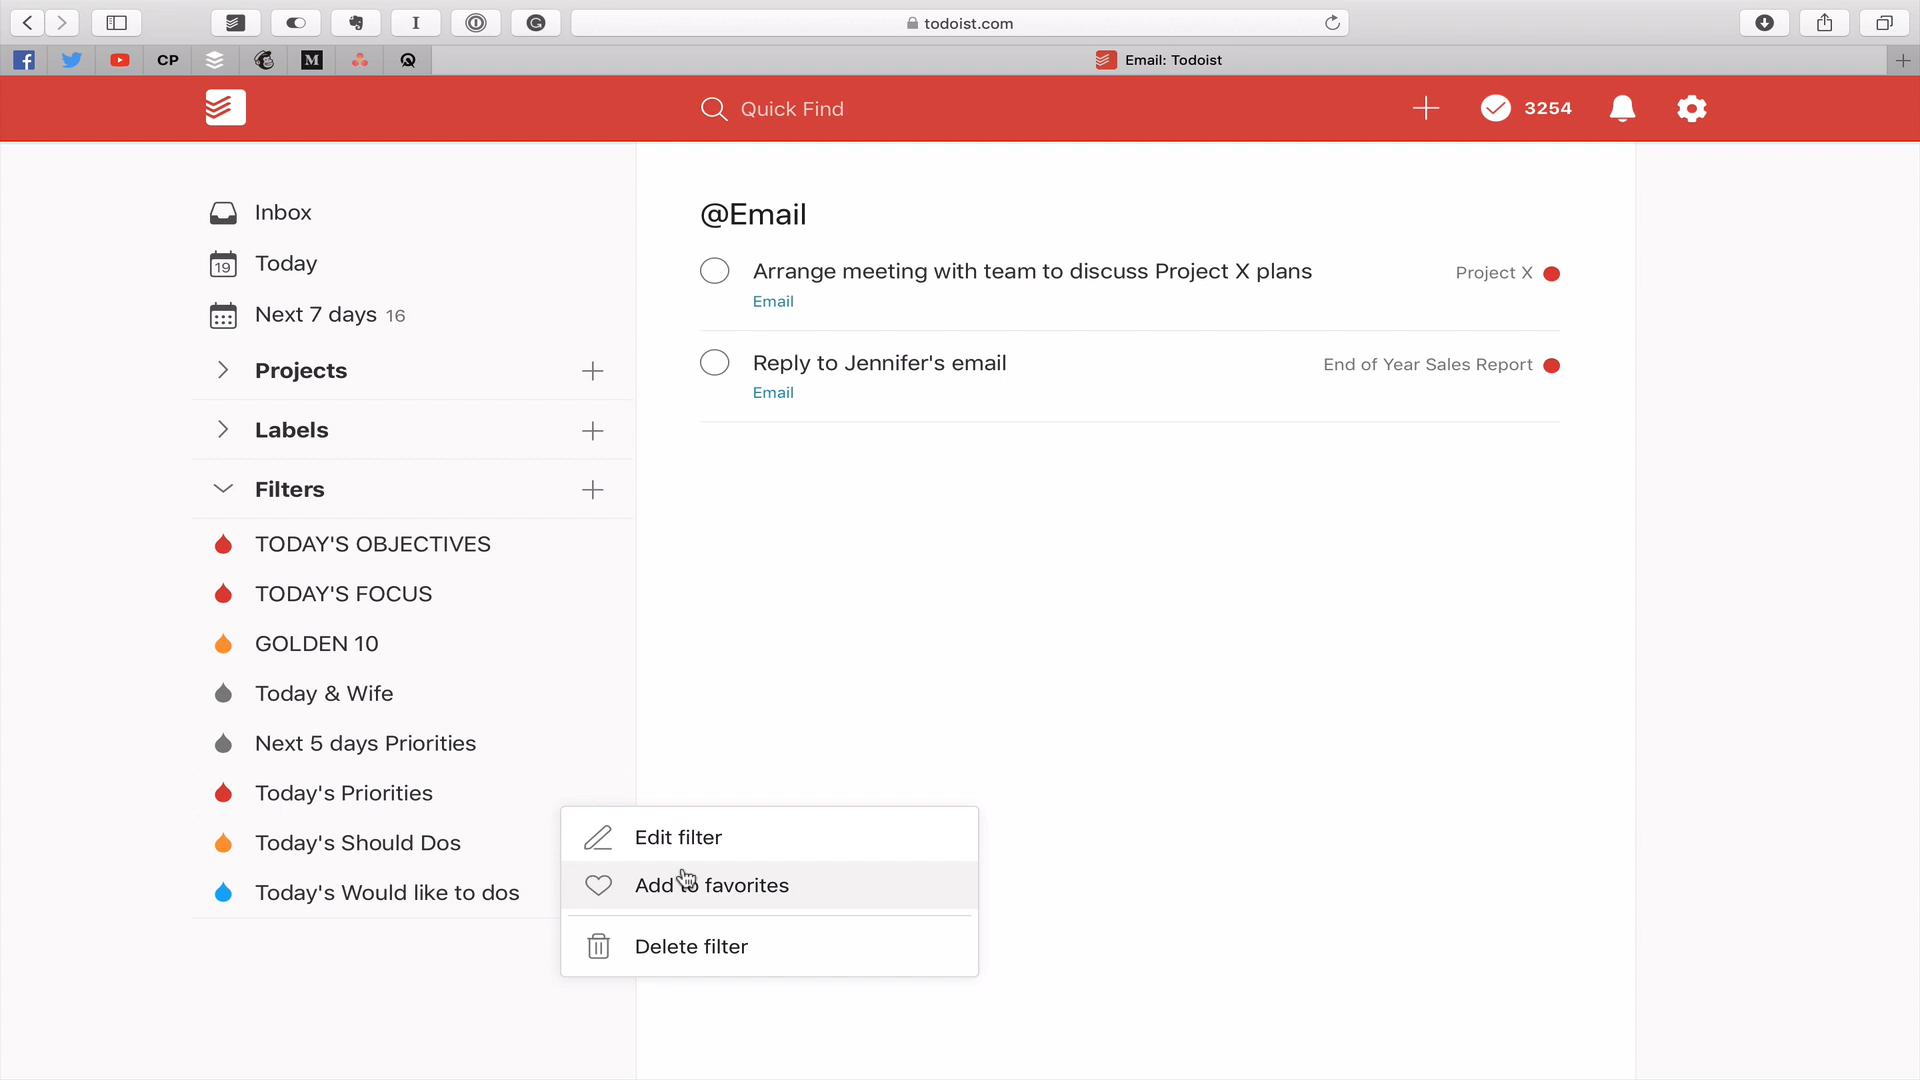 todoist.com
CP
M
Email: Todoist
Quick Find
3254
Inbox
19
Today
Next 7 days 16
Projects
Labels
Filters
TODAY'S OBJECTIVES
TODAY'S FOCUS
GOLDEN 10
Today & Wife
Next 5 days Priorities
Today's Priorities
Today's Should Dos
Today's Would like to dos
@Email
Arrange meeting with team to discuss Project X plans
Project X
Email
Reply to Jennifer's email
End of Year Sales Report
Email
Edit filter
Add to favorites
Delete filter